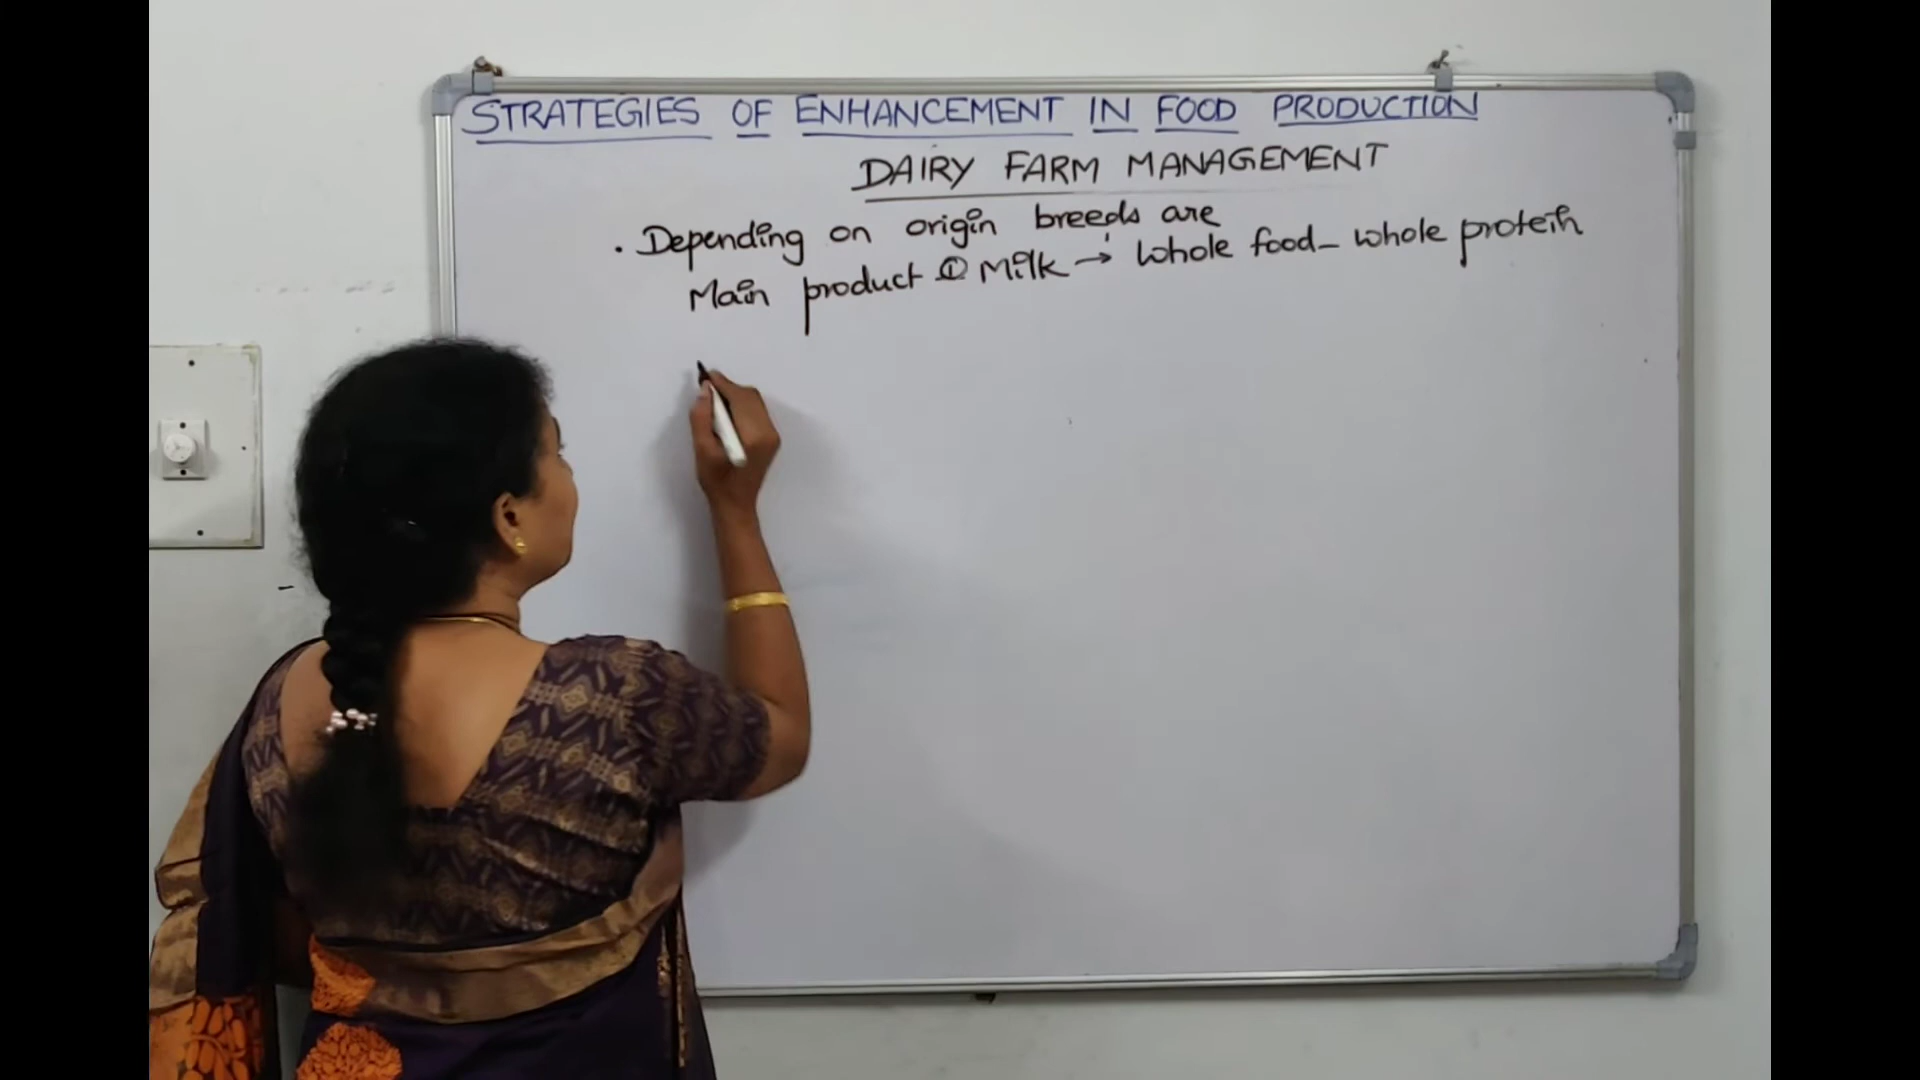 STRATEGIES OF ENHANCEMENT IN FOOD PRODUCTION
DAIRY FARM MANAGEMENT
. Depending on origin breeds are
Main product ① Milk → whole food - whole protein